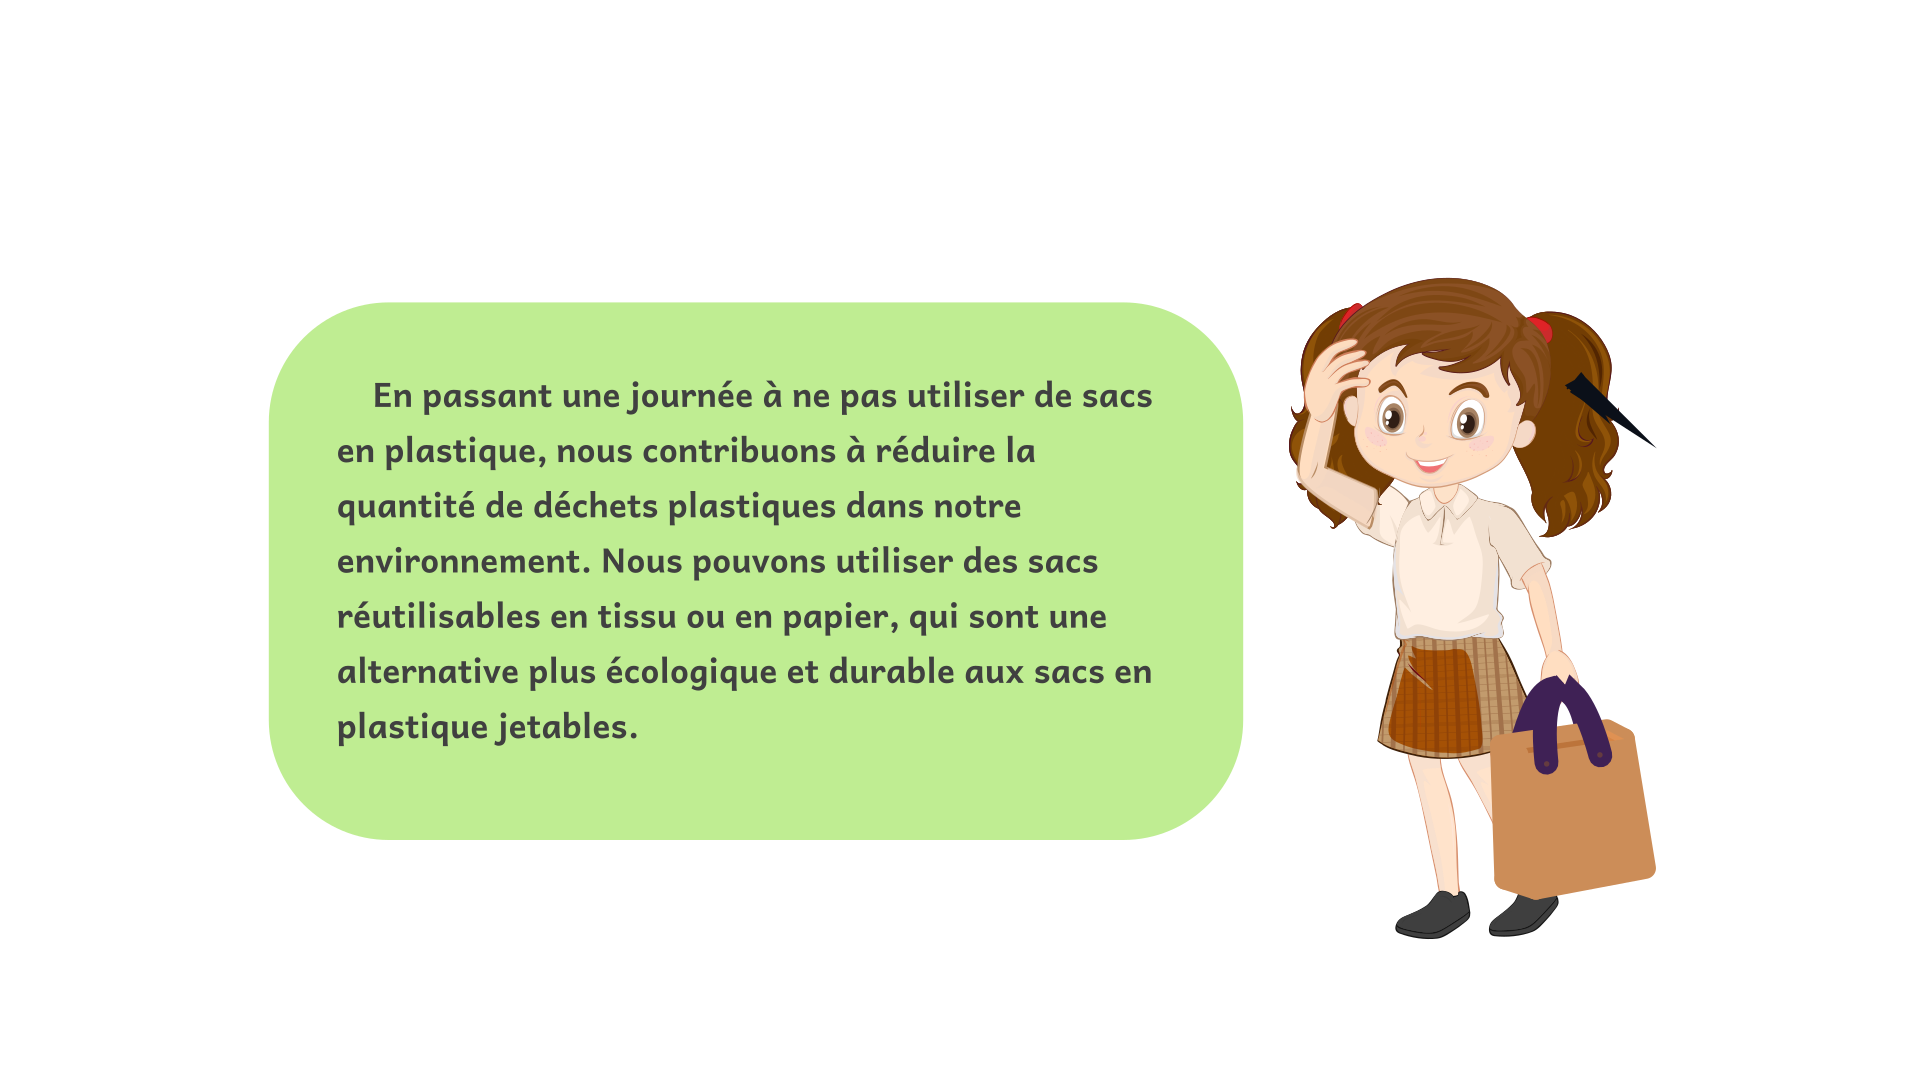 En passant une journée à ne pas utiliser de sacs
en plastique, nous contribuons à réduire la
quantité de déchets plastiques dans notre
environnement. Nous pouvons utiliser des sacs
réutilisables en tissu ou en papier, qui sont une
alternative plus écologique et durable aux sacs en
plastique jetables.